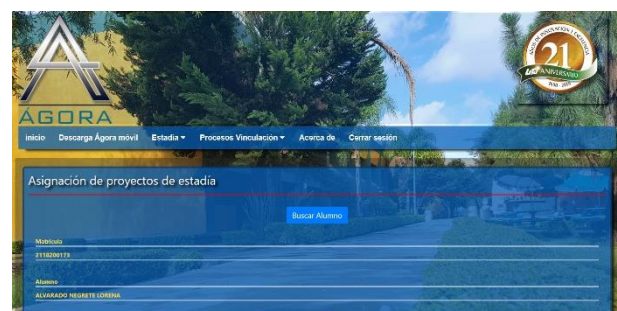 ÁGORA
21
ANIVERSARIO
inicio Descarga Ágora móvil Estadía Procesos Vinculación Acerca de Cerrar sesión
Asignación de proyectos de estadía
Buscar Alumno
Matrícula
2118200173
Alumno
ALVARADO NEGRETE LORENA